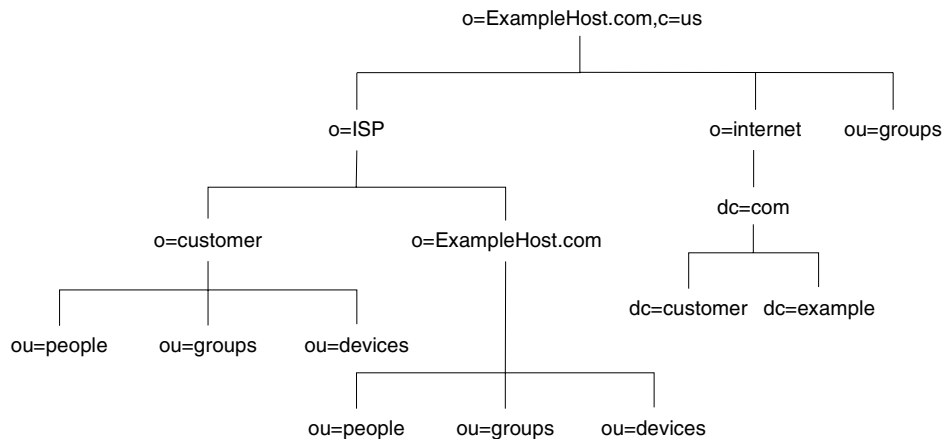 o=ExampleHost.com,c=us
o=ISP
o=internet
ou=groups
dc=com
o=customer
o=ExampleHost.com
dc=customer
dc=example
ou=people
ou=groups
ou=devices
ou=people
ou=groups
ou=devices